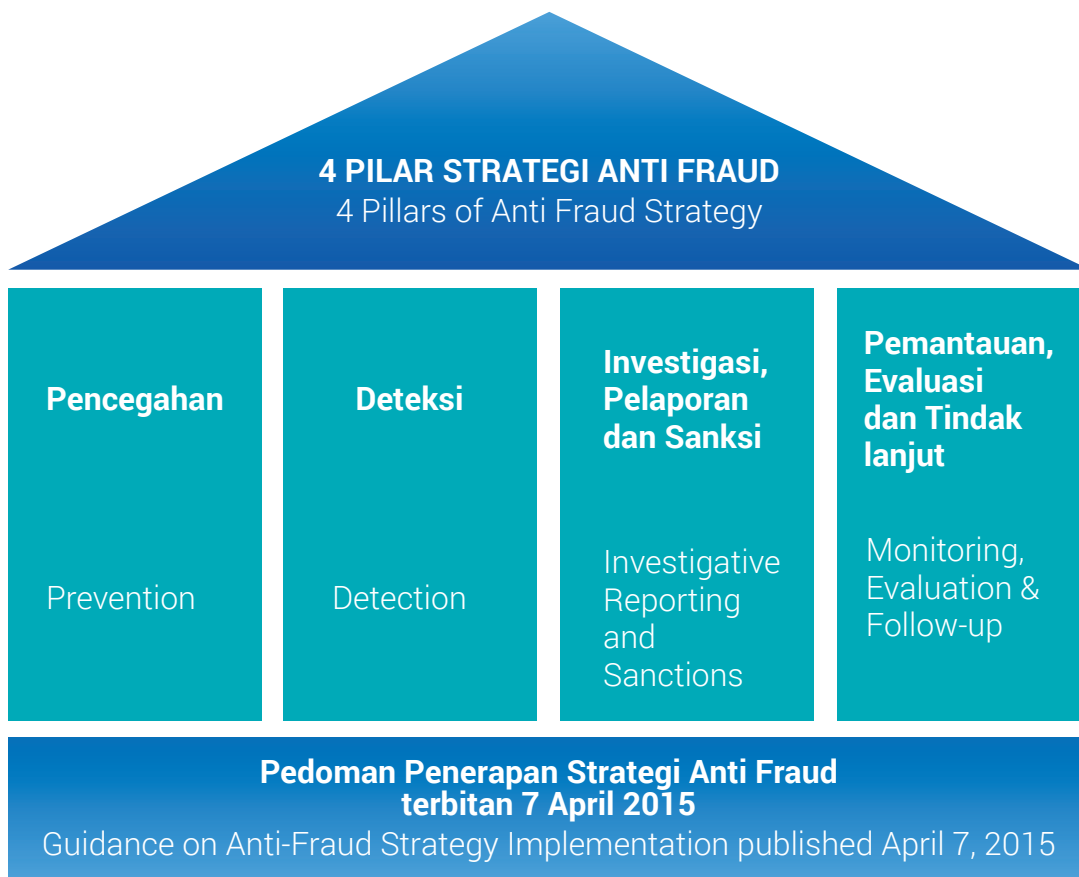 4 PILAR STRATEGI ANTI FRAUD
4 Pillars of Anti Fraud Strategy
Pencegahan
Prevention
Deteksi
Detection
Investigasi,
Pelaporan
dan Sanksi
Investigative
Reporting
and
Sanctions
Pemantauan,
Evaluasi
dan Tindak
lanjut
Monitoring,
Evaluation &
Follow-up
Pedoman Penerapan Strategi Anti Fraud
terbitan 7 April 2015
Guidance on Anti-Fraud Strategy Implementation published April 7, 2015